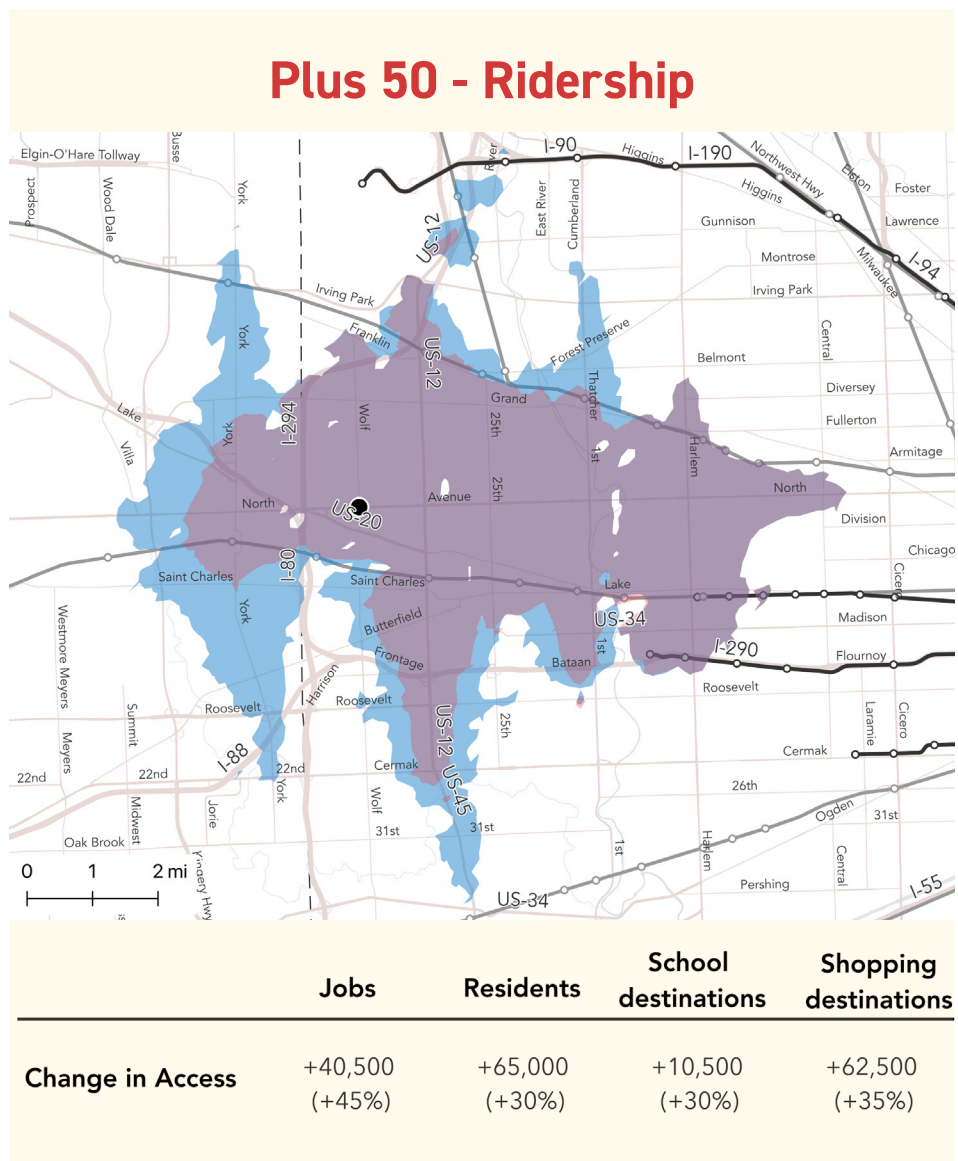 Plus 50 - Ridership
Elgin-O'Hare Tollway
Busse
River
I-90
Higgins
I-190
Northwest Hwy
Elston
Foster
Prospect
Wood Dale
York
East River
Cumberland
Higgins
Gunnison
Lawrence
US-12
Montrose
Milwaukee
I-94
Irving Park
Irving Park
York
Franklin
US-12
Forest Preserve
Central
Belmont
Thatcher
Diversey
Lake
Grand
Fullerton
I-294
Wolf
25th
York
Villa
1st
Harlem
Armitage
North
US-20
Avenue
25th
North
Division
Chicago
I-80
Saint Charles
Saint Charles
Lake
Cicero
York
Westmore Meyers
Butterfield
US-34
Madison
Frontage
Bataan
1st
I-290
Flournoy
Harrison
Roosevelt
Roosevelt
Roosevelt
Summit
Meyers
US-12
25th
Laramie
Cicero
I-88
22nd
22nd
22nd
Cermak
Cermak
US-45
York
Wolf
26th
Midwest
Jorie
31st
31st
Ogden
31st
Oak Brook
Kingery Hwy
1st
Harlem
Central
0 1 2 mi
Pershing
I-55
US-34
Jobs
Residents
School
destinations
Shopping
destinations
Change in Access
+40,500
(+45%)
+65,000
(+30%)
+10,500
(+30%)
+62,500
(+35%)